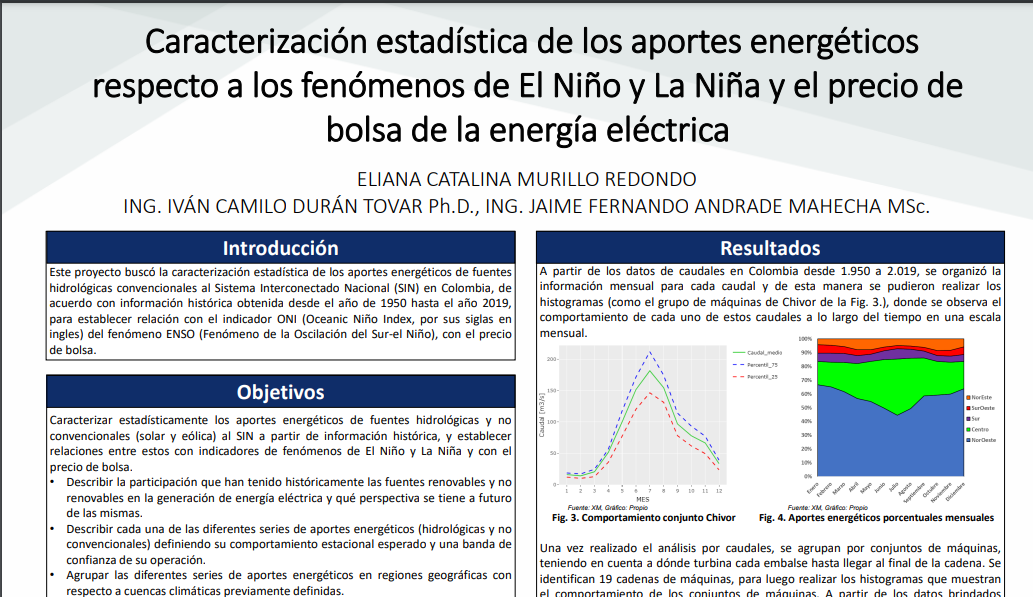 Caracterización estadística de los aportes energéticos
respecto a los fenómenos de El Niño y La Niña y el precio de
bolsa de la energía eléctrica
ELIANA CATALINA MURILLO REDONDO
ING. IVÁN CAMILO DURÁN TOVAR Ph.D., ING. JAIME FERNANDO ANDRADE MAHECHA MSc.
Introducción
Este proyecto buscó la caracterización estadística de los aportes energéticos de fuentes
hidrológicas convencionales al Sistema Interconectado Nacional (SIN) en Colombia, de
acuerdo con información histórica obtenida desde el año de 1950 hasta el año 2019,
para establecer relación con el indicador ONI (Oceanic Niño Index, por sus siglas en
ingles) del fenómeno ENSO (Fenómeno de la Oscilación del Sur-el Niño), con el precio
de bolsa.
Objetivos
Caracterizar estadísticamente los aportes energéticos de fuentes hidrológicas y no
convencionales (solar y eólica) al SIN a partir de información histórica, y establecer
relaciones entre estos con indicadores de fenómenos de El Niño y La Niña y con el
precio de bolsa.
• Describir la participación que han tenido históricamente las fuentes renovables y no
renovables en la generación de energía eléctrica y qué perspectiva se tiene a futuro
de las mismas.
• Describir cada una de las diferentes series de aportes energéticos (hidrológicas y no
convencionales) definiendo su comportamiento estacional esperado y una banda de
confianza de su operación.
• Agrupar las diferentes series de aportes energéticos en regiones geográficas con
respecto a cuencas climáticas previamente definidas.
Resultados
A partir de los datos de caudales en Colombia desde 1.950 a 2.019, se organizó la
información mensual para cada caudal y de esta manera se pudieron realizar los
histogramas (como el grupo de máquinas de Chivor de la Fig. 3.), donde se observa el
comportamiento de cada uno de estos caudales a lo largo del tiempo en una escala
mensual.
Caudal [m3/s]
200
150
100
50
0
1 2 3 4 5 6 7 8 9 10 11 12
MES
Caudal_medio
Percentil_75
Percentil_25
Fuente: XM, Gráfico: Propio
Fig. 3. Comportamiento conjunto Chivor
100%
90%
80%
70%
60%
50%
40%
30%
20%
10%
0%
Enero Febrero Marzo Abril Mayo Junio Julio Agosto Septiembre Octubre Noviembre Diciembre
NorEste
SurOeste
Sur
Centro
NorOeste
Fuente: XM, Gráfico: Propio
Fig. 4. Aportes energéticos porcentuales mensuales
Una vez realizado el análisis por caudales, se agrupan por conjuntos de máquinas,
teniendo en cuenta a dónde turbina cada embalse hasta llegar al final de la cadena. Se
identifican 19 cadenas de máquinas, para luego realizar los histogramas que muestran
el comportamiento de los conjuntos de máquinas. A partir de datos brindados